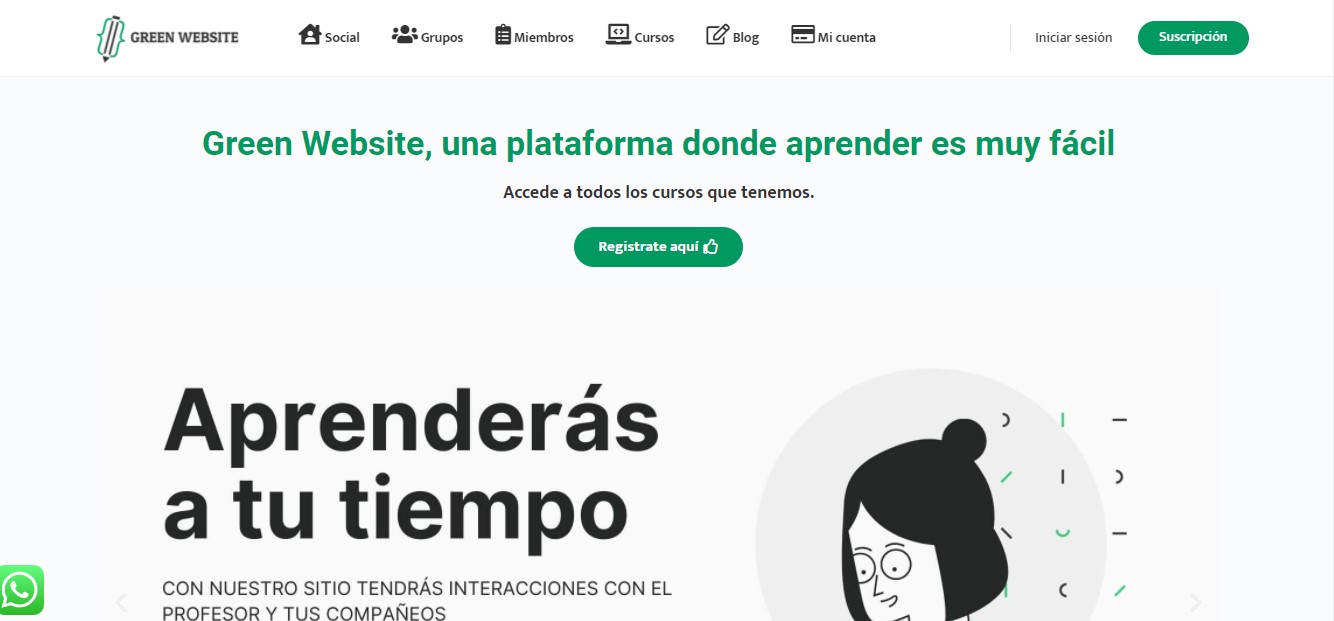 GREEN WEBSITE
Social
Grupos
Miembros
Cursos
Blog
Mi cuenta
Iniciar sesión
Suscripción
Green Website, una plataforma donde aprender es muy fácil
Accede a todos los cursos que tenemos.
Registrate aquí
Aprenderás
a tu tiempo
CON NUESTRO SITIO TENDRÁS INTERACCIONES CON EL
PROFESOR Y TUS COMPAÑEOS